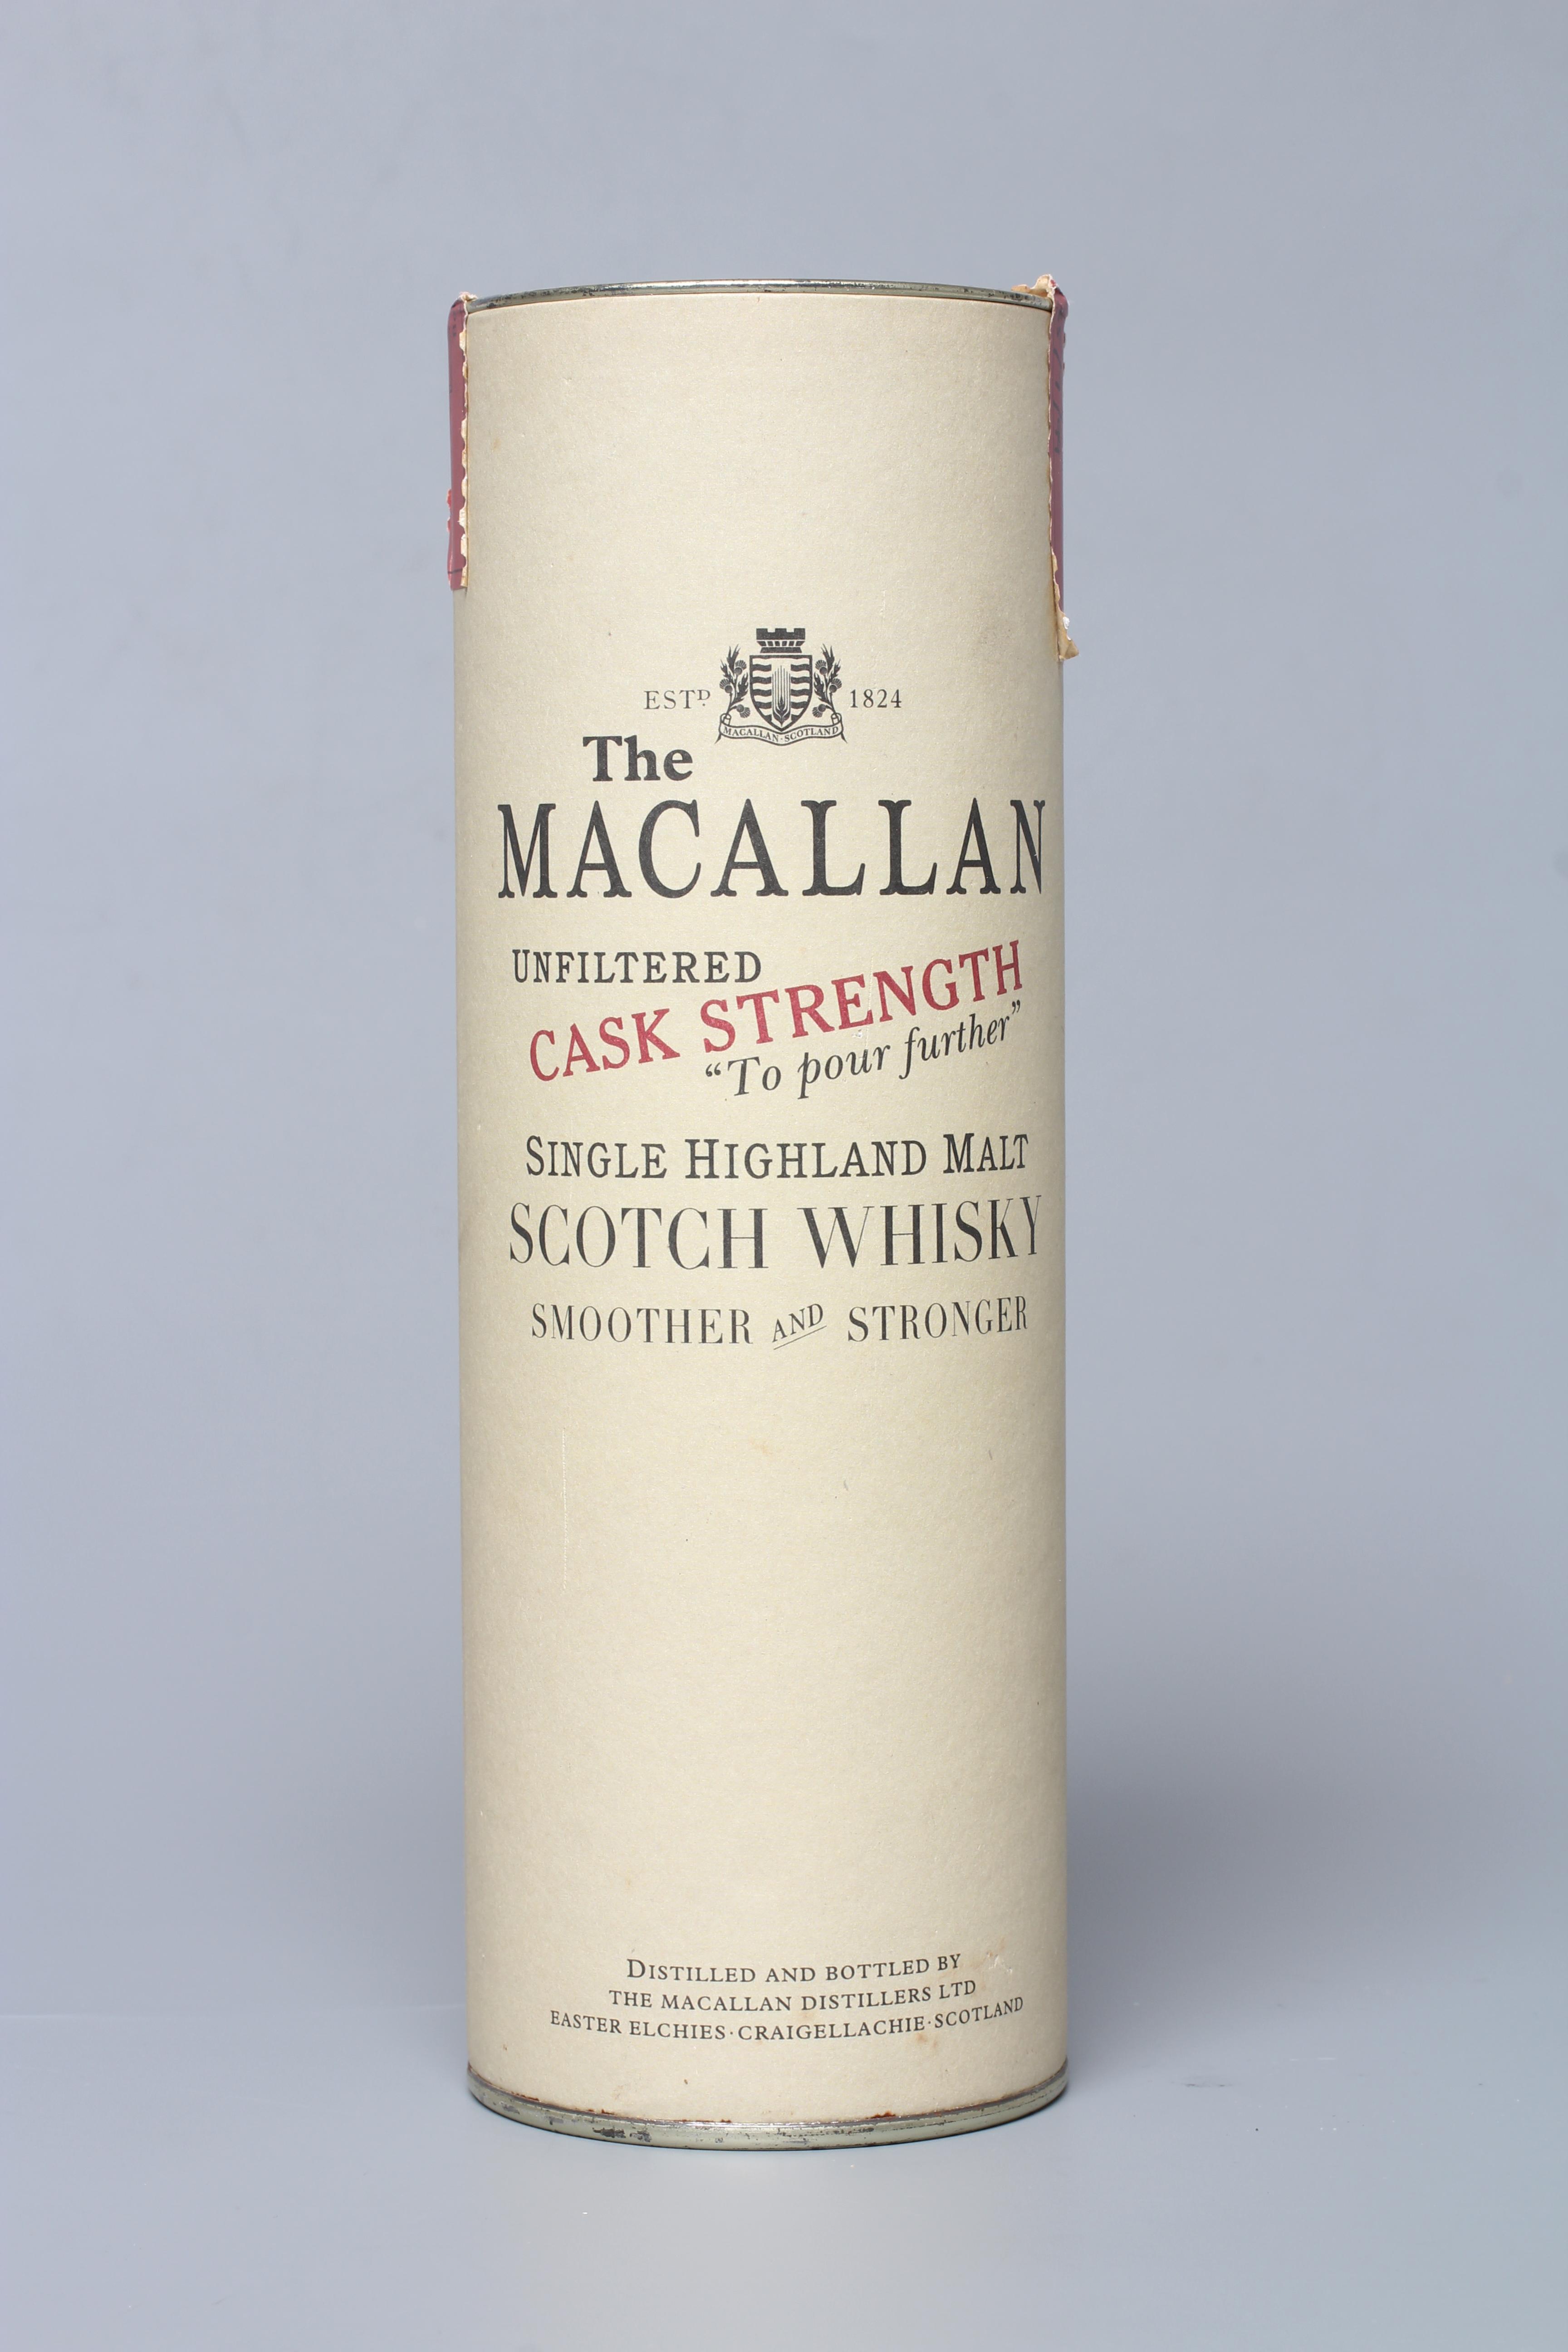 ESTD. 1824
MACALLAN·SCOTLAND
The
MACALLAN
UNFILTERED
CASK STRENGTH
“To pour further”
SINGLE HIGHLAND MALT
SCOTCH WHISKY
SMOOTHER AND STRONGER
DISTILLED AND BOTTLED BY
THE MACALLAN DISTILLERS LTD
EASTER ELCHIES·CRAIGELLACHIE·SCOTLAND